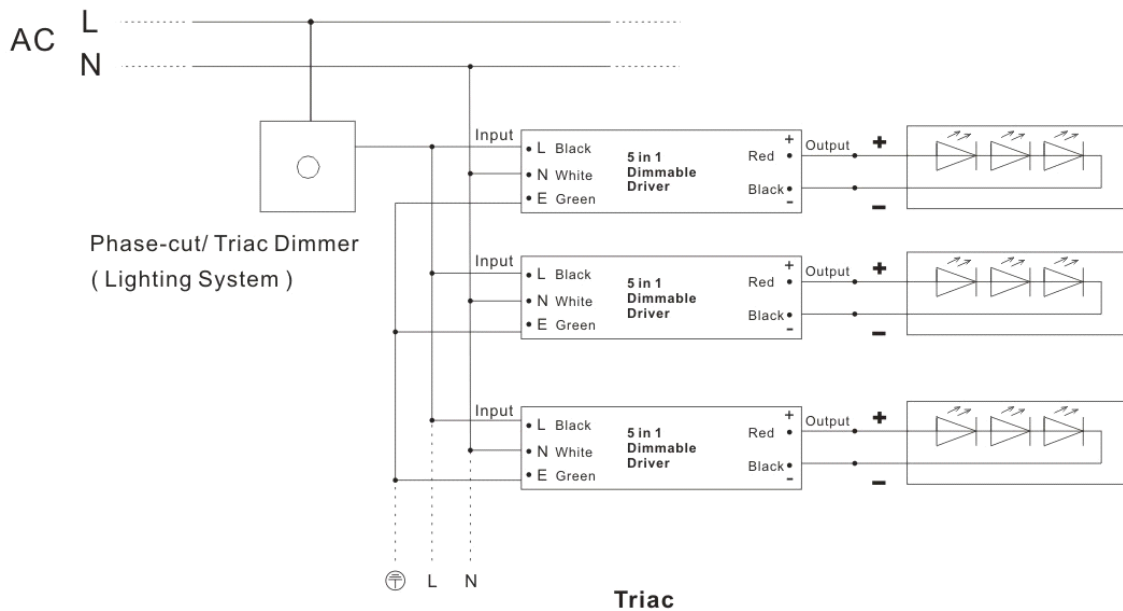 AC
L
N
Phase-cut/ Triac Dimmer
( Lighting System )
Input
L Black
N White
E Green
5 in 1
Dimmable
Driver
+
Red
Black
-
Output
+
-
Input
L Black
N White
E Green
5 in 1
Dimmable
Driver
+
Red
Black
-
Output
+
-
Input
L Black
N White
E Green
5 in 1
Dimmable
Driver
+
Red
Black
-
Output
+
-
L
N
Triac